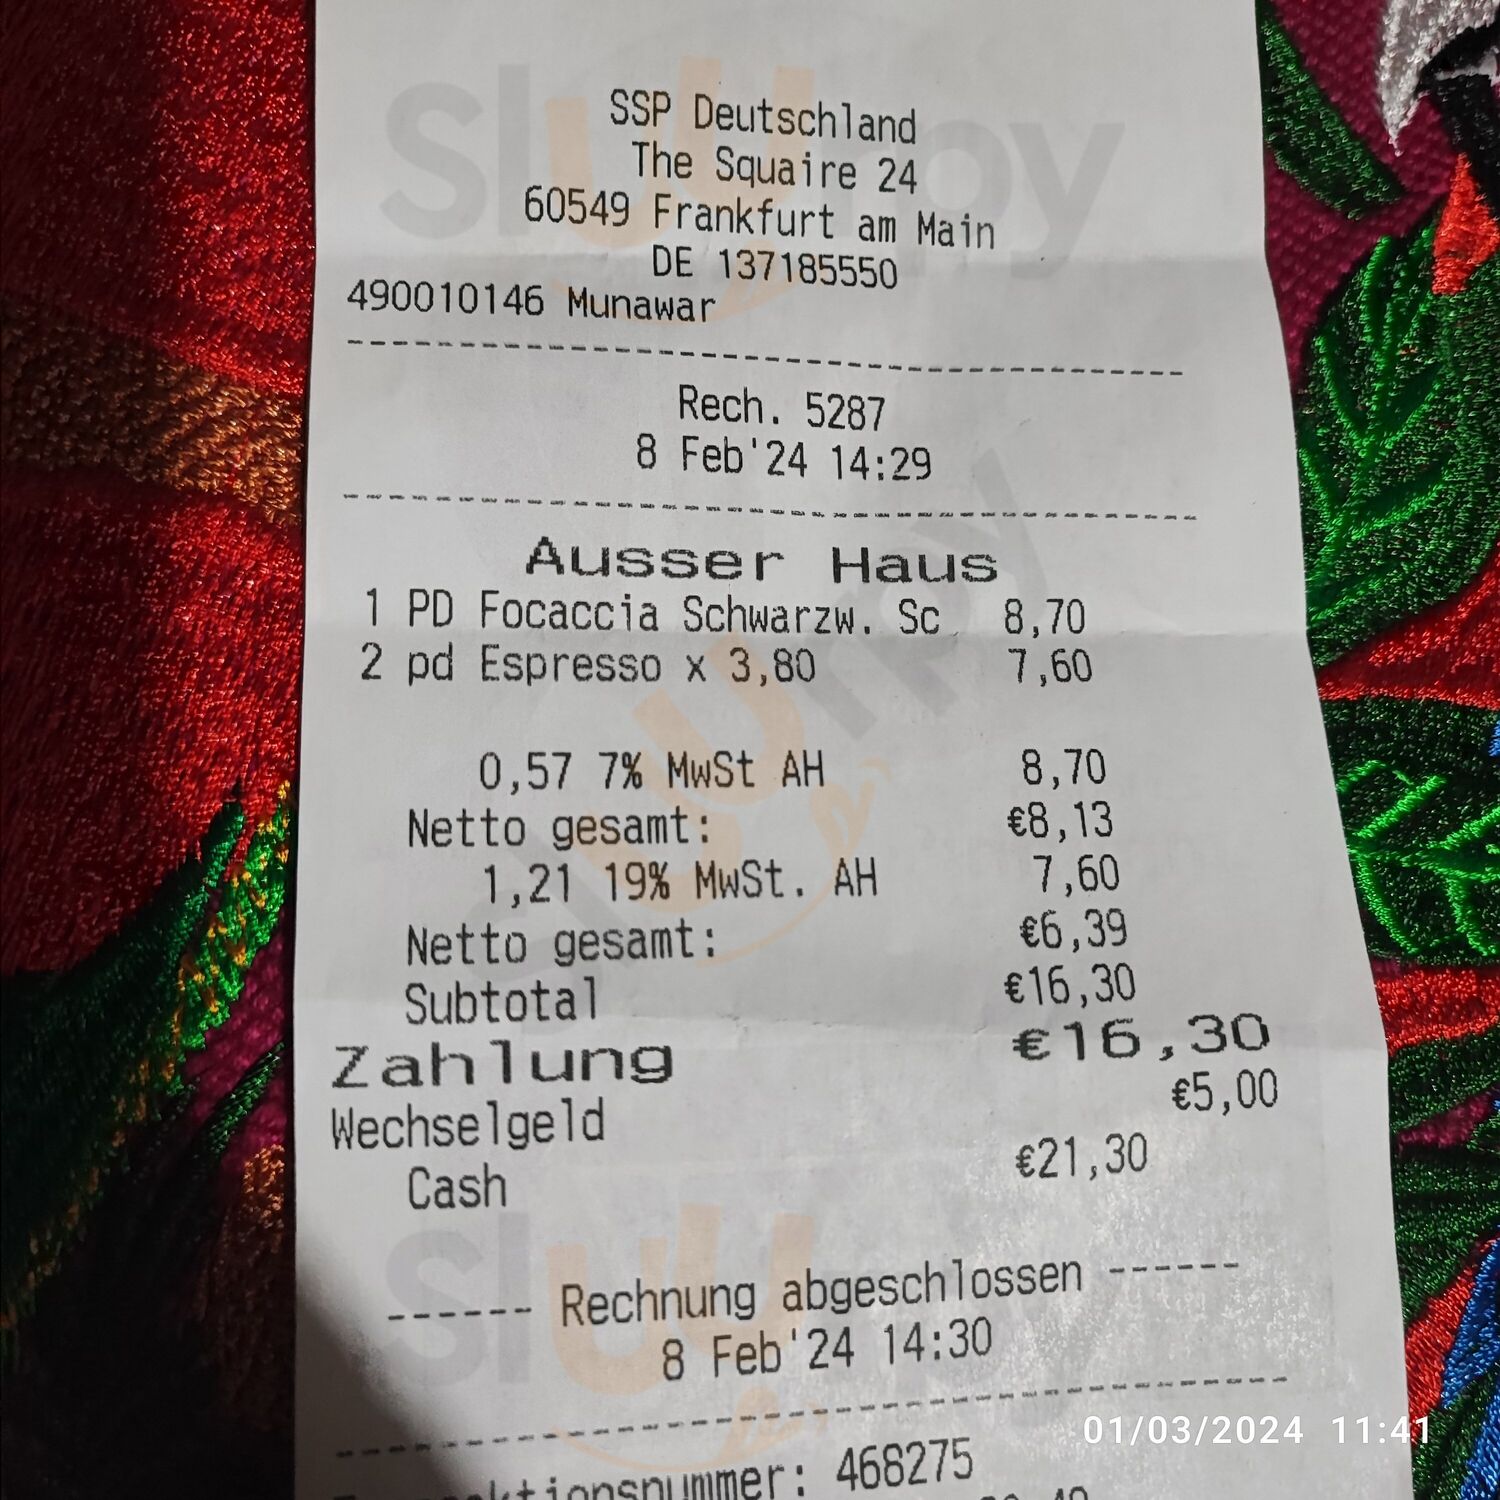 SSP Deutschland
The Squaire 24
60549 Frankfurt am Main
DE 137185550
490010146 Munawar
Rech. 5287
8 Feb'24 14:29
Ausser Haus
1 PD Focaccia Schwarzw. Sc 8,70
2 pd Espresso x 3,80 7,60
0,57 7% MwSt AH 8,70
Netto gesamt: €8,13
1,21 19% MwSt. AH 7,60
Netto gesamt: €6,39
Subtotal €16,30
Zahlung €16,30
Wechselgeld €5,00
Cash €21,30
------ Rechnung abgeschlossen ------
8 Feb'24 14:30
468275
01/03/2024 11:41
Slurpy
Slurpy
Slurpy